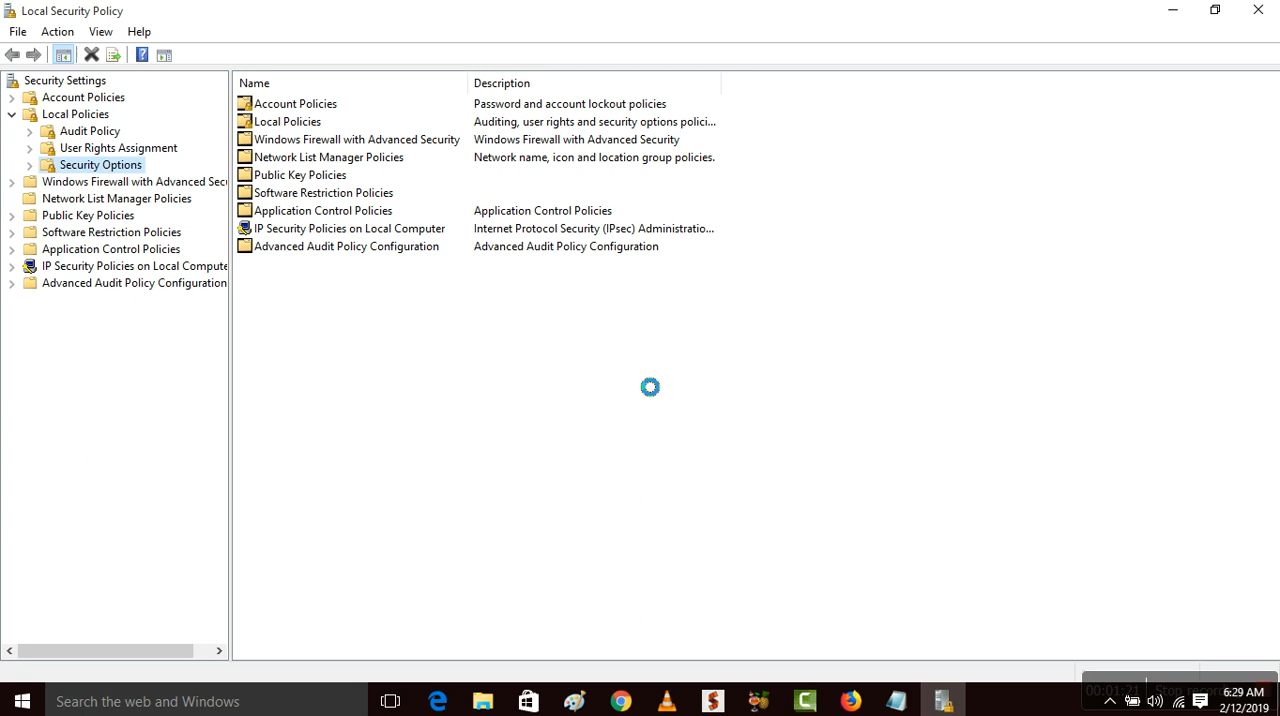 Local Security Policy
File Action View Help
Security Settings
Account Policies
Local Policies
Audit Policy
User Rights Assignment
Security Options
Windows Firewall with Advanced Secu
Network List Manager Policies
Public Key Policies
Software Restriction Policies
Application Control Policies
IP Security Policies on Local Compute
Advanced Audit Policy Configuration
Name Description
Account Policies Password and account lockout policies
Local Policies Auditing, user rights and security options polici...
Windows Firewall with Advanced Security Windows Firewall with Advanced Security
Network List Manager Policies Network name, icon and location group policies.
Public Key Policies
Software Restriction Policies
Application Control Policies Application Control Policies
IP Security Policies on Local Computer Internet Protocol Security (IPsec) Administratio...
Advanced Audit Policy Configuration Advanced Audit Policy Configuration
Search the web and Windows
00:01:21 Stop
6:29 AM
2/12/2019